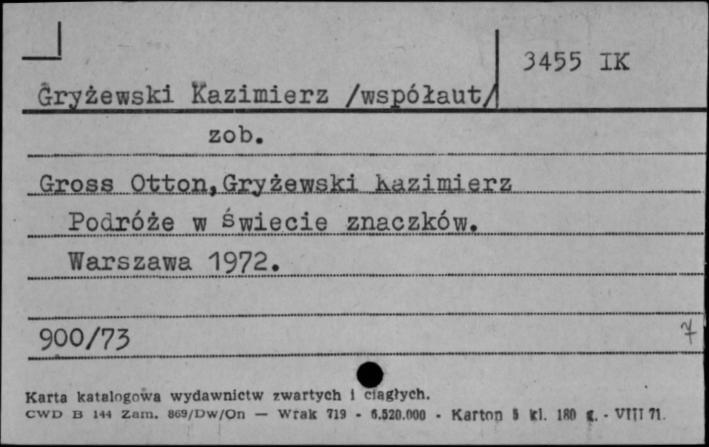 3455 IK
Gryżewski Kazimierz /współaut/
zob.
Gross Otton, Gryżewski Kazimierz
Podróże w świecie znaczków.
Warszawa 1972.
900/73 7
Karta katalogowa wydawnictw zwartych i ciągłych.
CWD B 144 Zam. 869/Dw/On — Wrak 719 - 6.520.000 - Karton 5 kl. 180 g. - VIII 71.